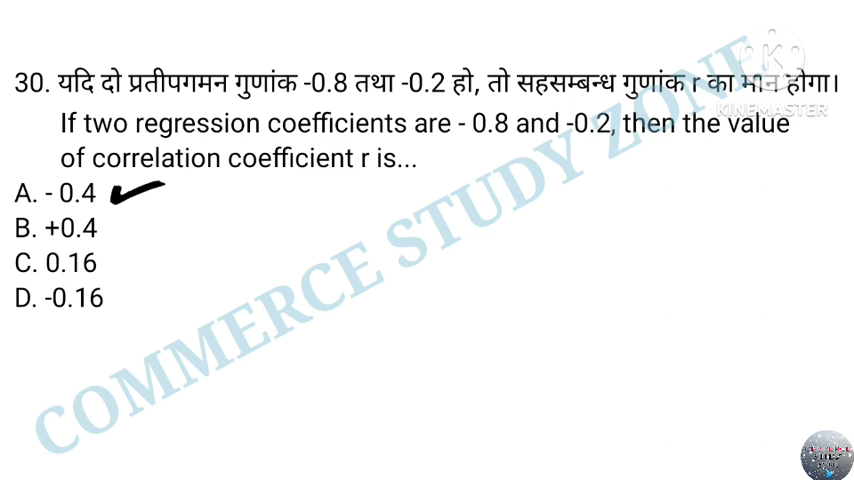 30. यदि दो प्रतीपगमन गुणांक -0.8 तथा -0.2 हो, तो सहसम्बन्ध गुणांक r का मान होगा।
If two regression coefficients are - 0.8 and -0.2, then the value
of correlation coefficient r is...
A. - 0.4
B. +0.4
C. 0.16
D. -0.16
COMMERCE STUDY ZONE
K
KINEMASTER